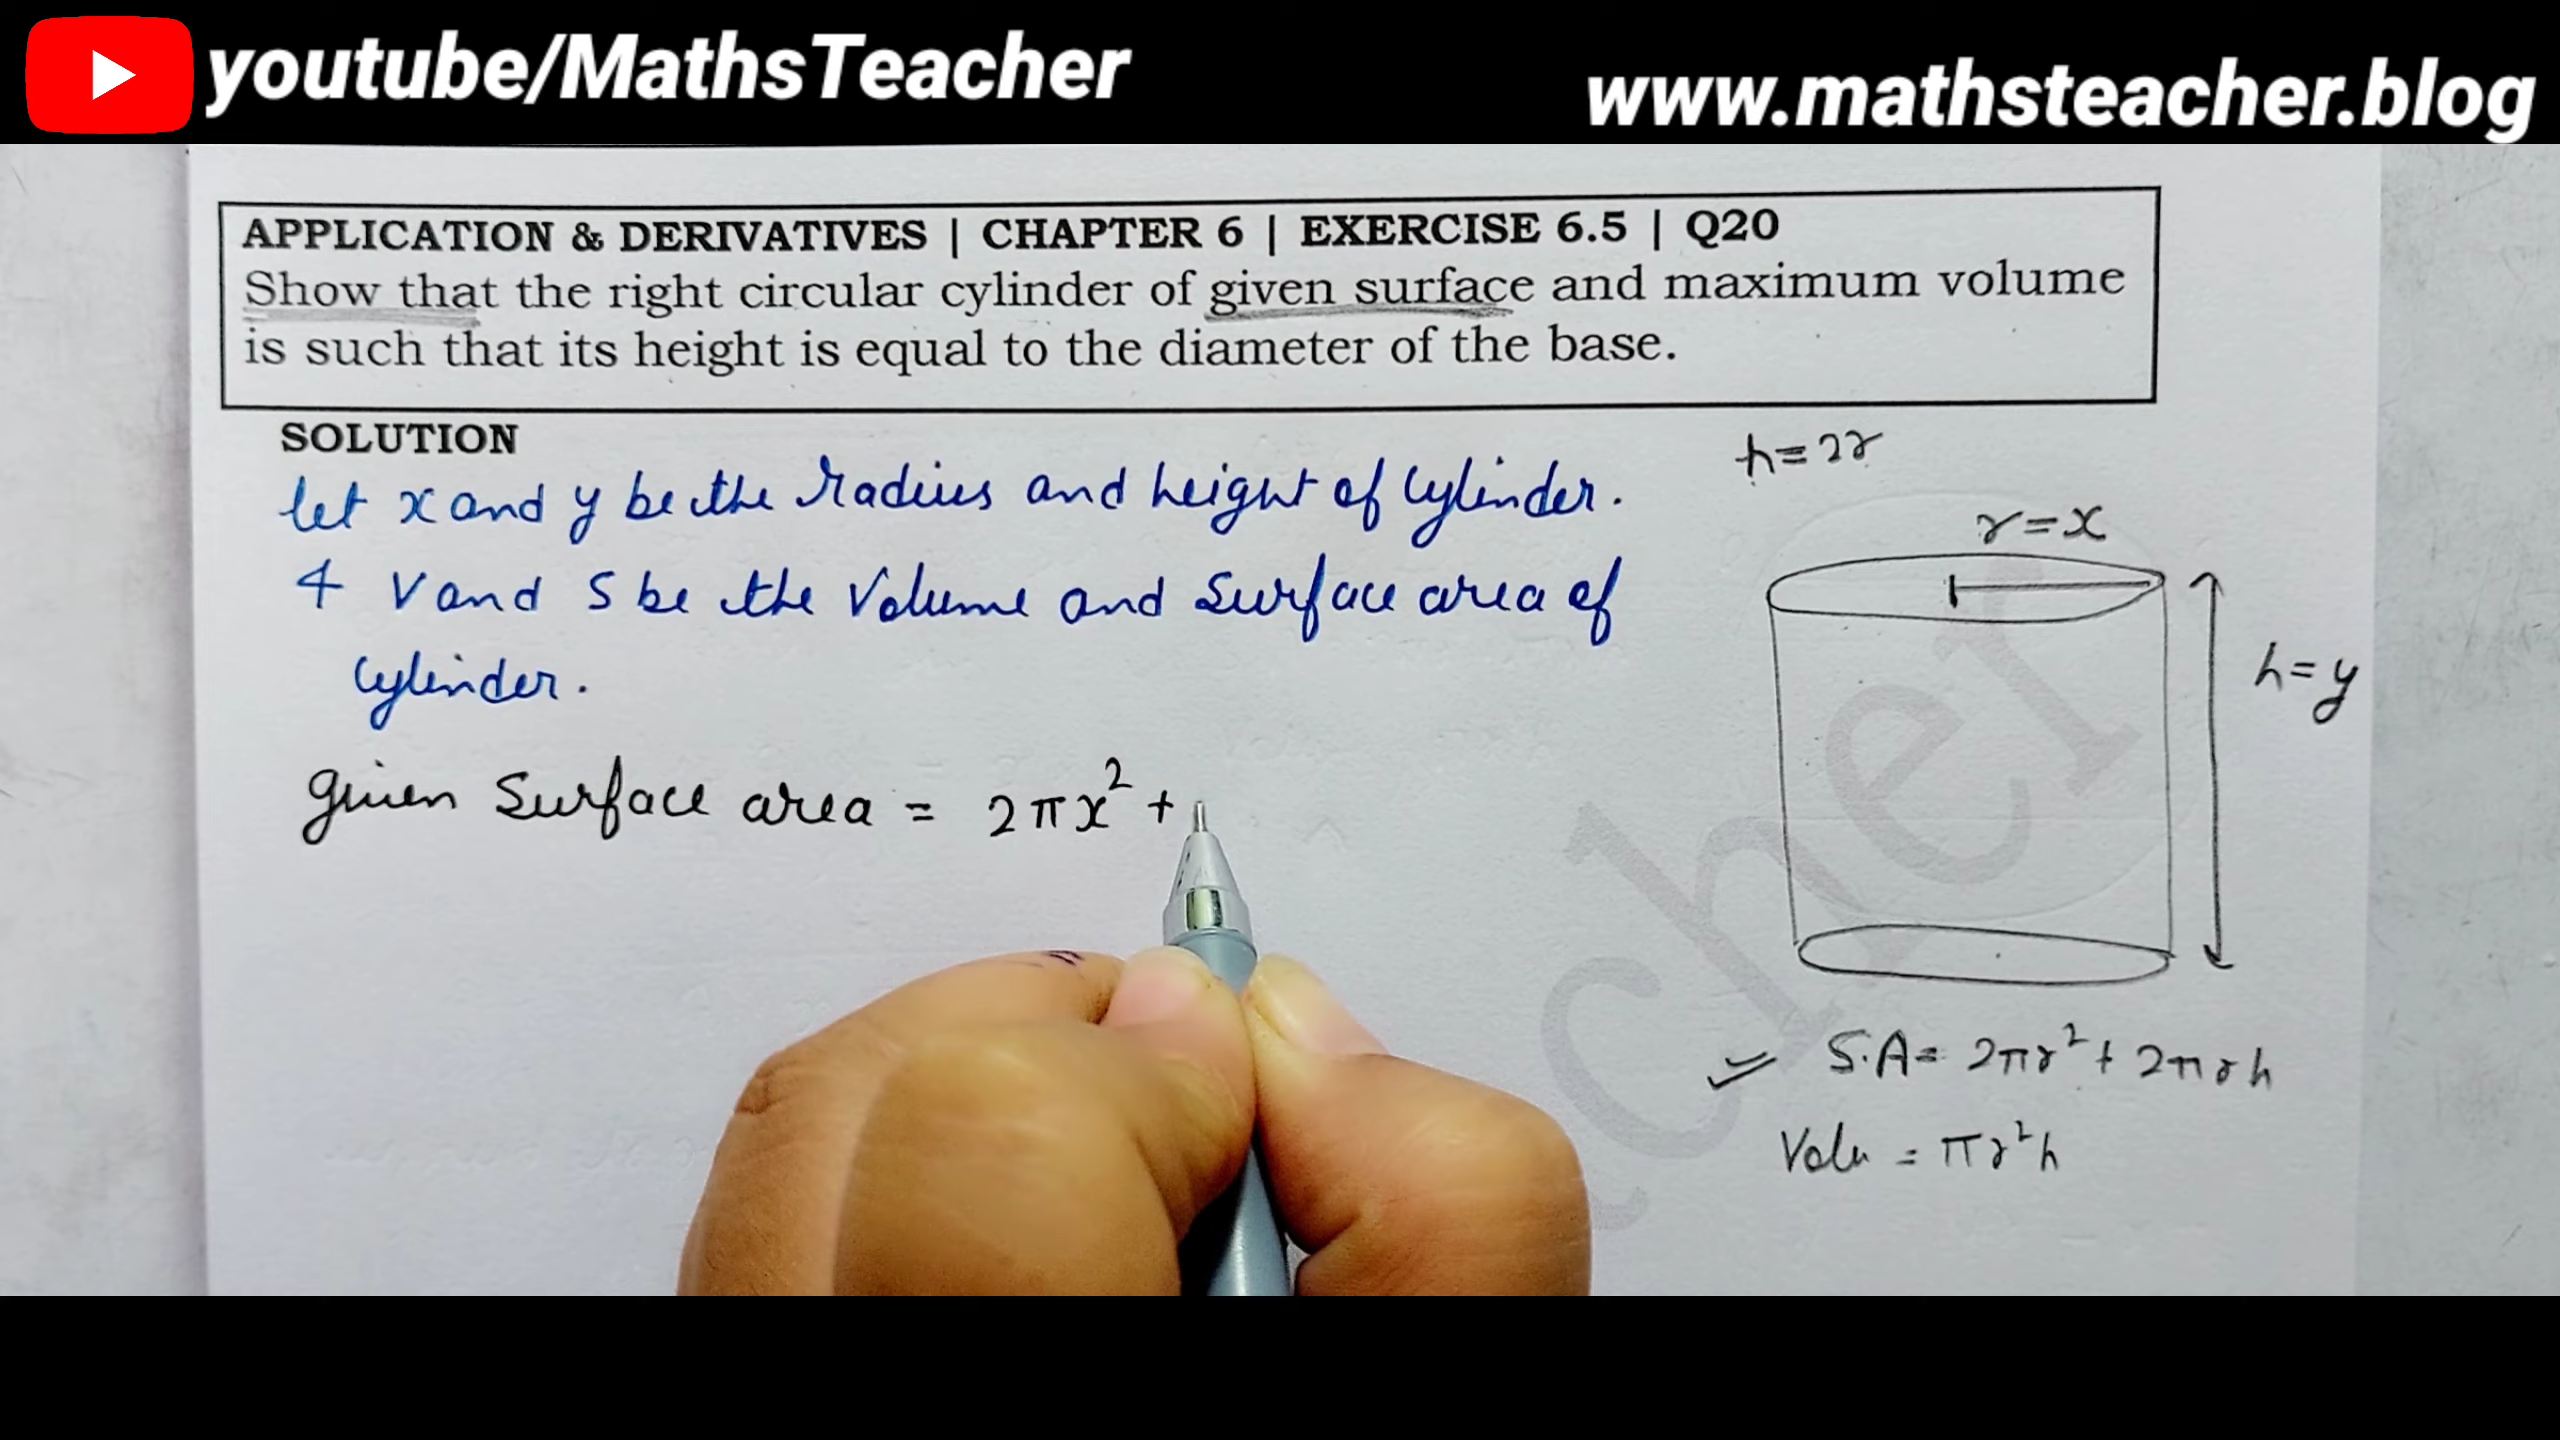 youtube/MathsTeacher
www.mathsteacher.blog
APPLICATION & DERIVATIVES | CHAPTER 6 | EXERCISE 6.5 | Q20
Show that the right circular cylinder of given surface and maximum volume
is such that its height is equal to the diameter of the base.
SOLUTION
let x and y be the radius and height of cylinder.
& V and S be the Volume and Surface area of
cylinder.
given Surface area = 2πx² +
h=2r
r=x
h=y
S.A= 2πr²+ 2πrh
Volu = πr²h
cher